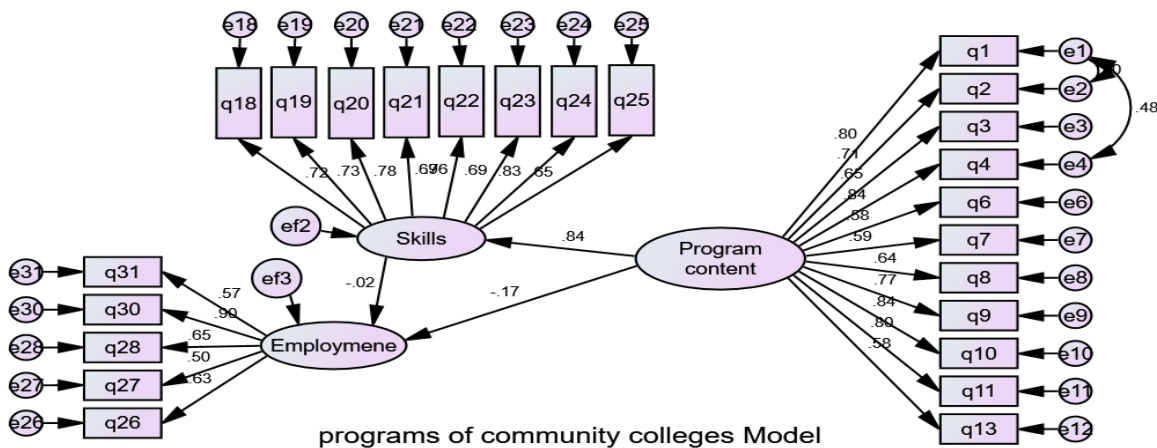 e18 e19 e20 e21 e22 e23 e24 e25
q18 q19 q20 q21 q22 q23 q24 q25
.72 .73 .78 .76 .69 .83
q1 e1
q2 e2
q3 e3
q4 e4
q6 e6
q7 e7
q8 e8
q9 e9
q10 e10
q11 e11
q13 e12
.48
.80
.71
.65
.84
.58
.59
.64
.77
.84
.80
.58
ef2
Skills
.84
Program
content
-.02
-.17
ef3
Employmene
e31 q31
e30 q30
e28 q28
e27 q27
e26 q26
.57
.90
.65
.50
.63
programs of community colleges Model